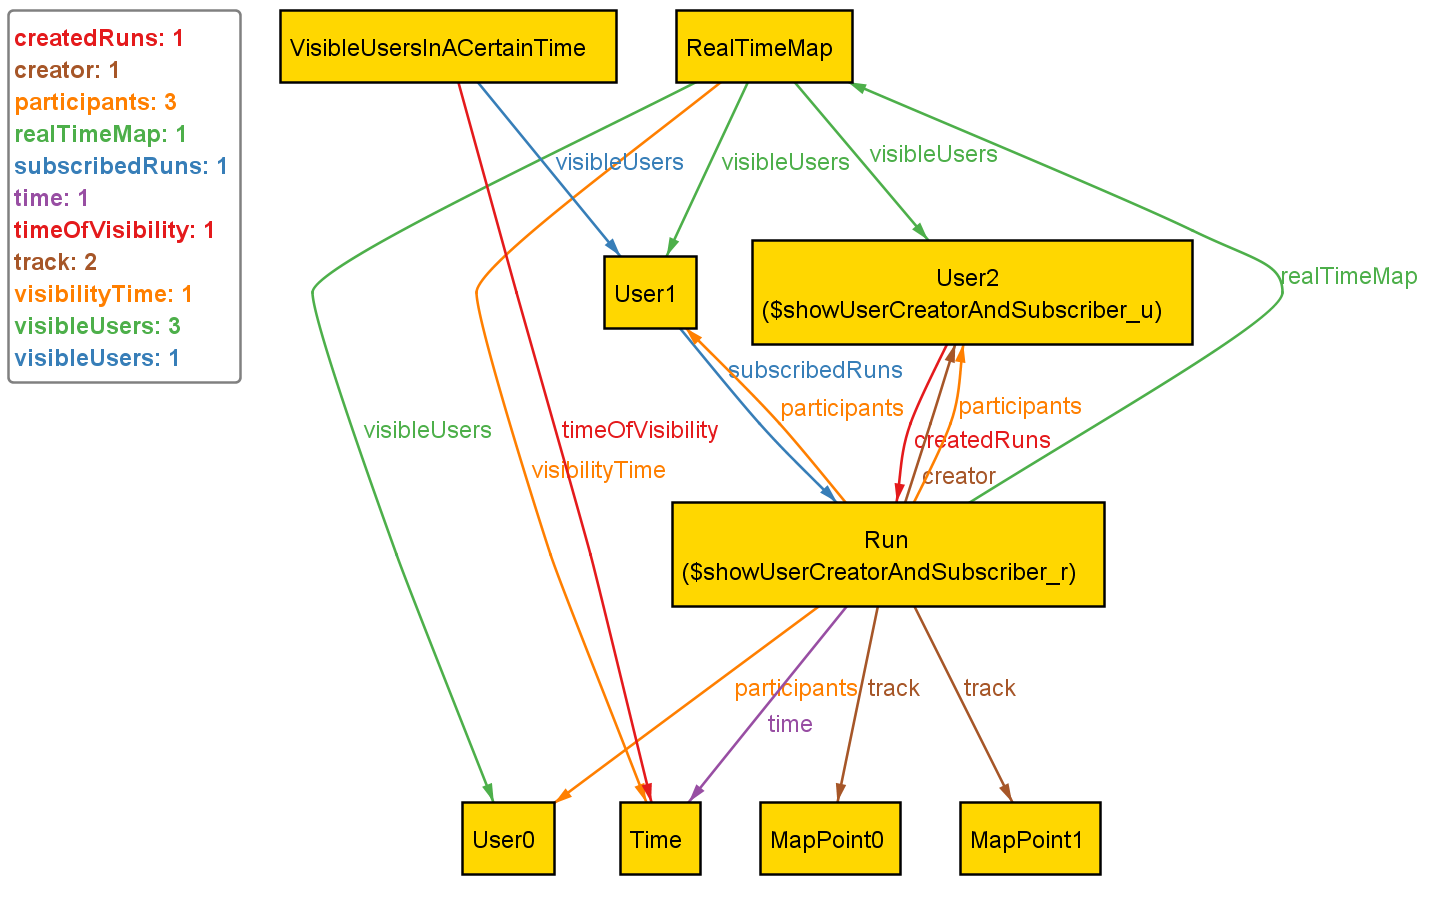 createdRuns: 1
creator: 1
participants: 3
realTimeMap: 1
subscribedRuns: 1
time: 1
timeOfVisibility: 1
track: 2
visibilityTime: 1
visibleUsers: 3
visibleUsers: 1
VisibleUsersInACertainTime
RealTimeMap
visibleUsers
visibleUsers
visibleUsers
User1
User2
($showUserCreatorAndSubscriber_u)
realTimeMap
subscribedRuns
participants
participants
visibleUsers
timeOfVisibility
createdRuns
visibilityTime
creator
Run
($showUserCreatorAndSubscriber_r)
participants
track
track
time
User0
Time
MapPoint0
MapPoint1